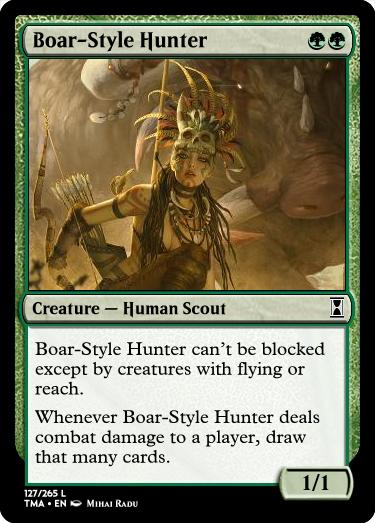 Boar-Style Hunter
Creature — Human Scout
Boar-Style Hunter can't be blocked
except by creatures with flying or
reach.
Whenever Boar-Style Hunter deals
combat damage to a player, draw
that many cards.
1/1
127/265 L
TMA • EN Mihai Radu